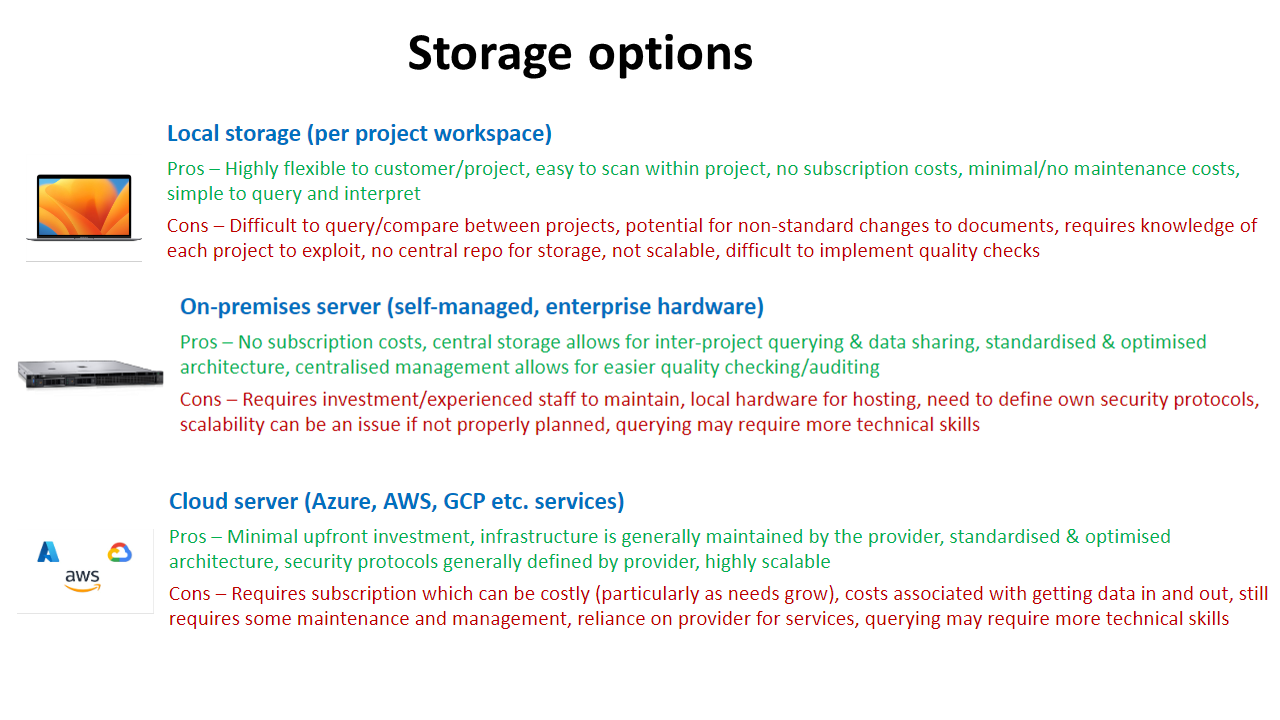 Storage options
Local storage (per project workspace)
Pros – Highly flexible to customer/project, easy to scan within project, no subscription costs, minimal/no maintenance costs,
simple to query and interpret
Cons – Difficult to query/compare between projects, potential for non-standard changes to documents, requires knowledge of
each project to exploit, no central repo for storage, not scalable, difficult to implement quality checks
On-premises server (self-managed, enterprise hardware)
Pros – No subscription costs, central storage allows for inter-project querying & data sharing, standardised & optimised
architecture, centralised management allows for easier quality checking/auditing
Cons – Requires investment/experienced staff to maintain, local hardware for hosting, need to define own security protocols,
scalability can be an issue if not properly planned, querying may require more technical skills
Cloud server (Azure, AWS, GCP etc. services)
Pros – Minimal upfront investment, infrastructure is generally maintained by the provider, standardised & optimised
architecture, security protocols generally defined by provider, highly scalable
aws
Cons – Requires subscription which can be costly (particularly as needs grow), costs associated with getting data in and out, still
requires some maintenance and management, reliance on provider for services, querying may require more technical skills